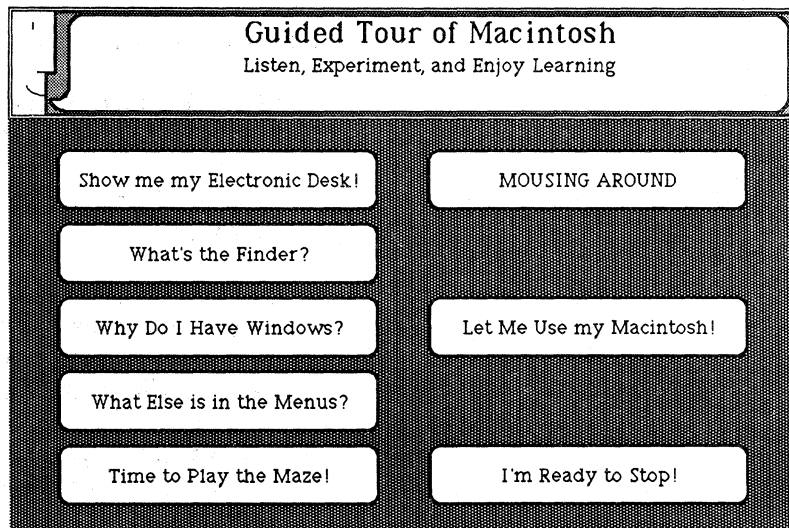 Guided Tour of Macintosh
Listen, Experiment, and Enjoy Learning
Show me my Electronic Desk!
MOUSING AROUND
What's the Finder?
Why Do I Have Windows?
Let Me Use my Macintosh!
What Else is in the Menus?
Time to Play the Maze!
I'm Ready to Stop!